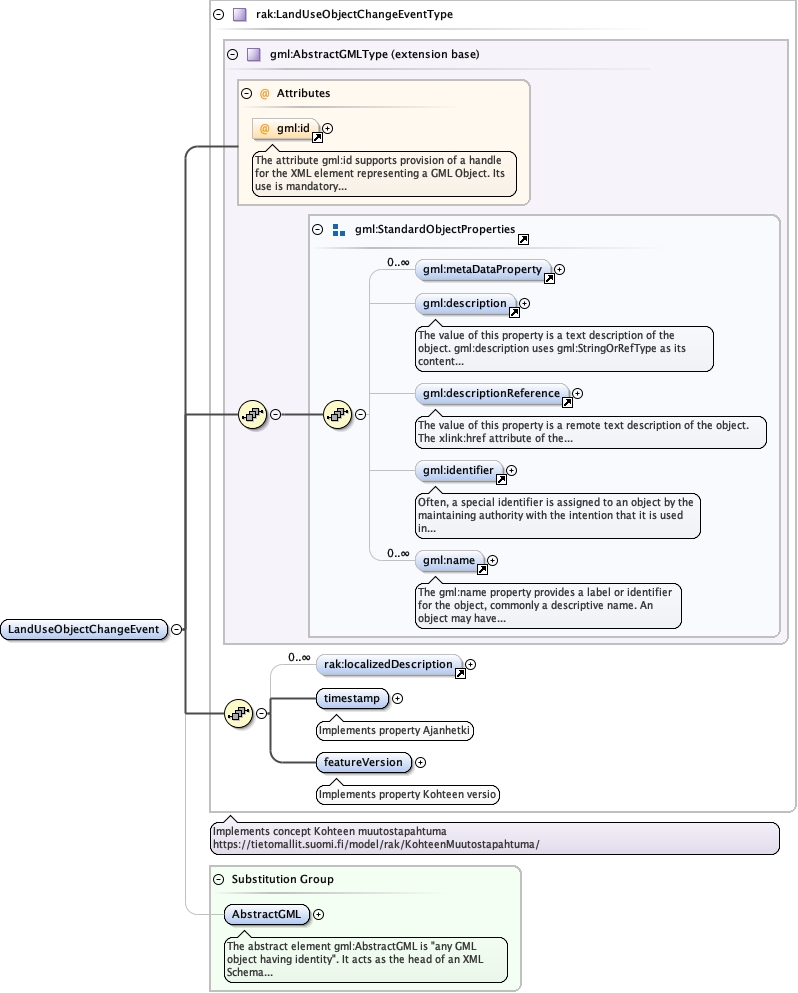 rak:LandUseObjectChangeEventType
gml:AbstractGMLType (extension base)
@ Attributes
@ gml:id
The attribute gml:id supports provision of a handle
for the XML element representing a GML Object. Its
use is mandatory...
gml:StandardObjectProperties
0..∞
gml:metaDataProperty
gml:description
The value of this property is a text description of the
object. gml:description uses gml:StringOrRefType as its
content...
gml:descriptionReference
The value of this property is a remote text description of the object.
The xlink:href attribute of the...
gml:identifier
Often, a special identifier is assigned to an object by the
maintaining authority with the intention that it is used
in...
0..∞
gml:name
The gml:name property provides a label or identifier
for the object, commonly a descriptive name. An
object may have...
LandUseObjectChangeEvent
0..∞
rak:localizedDescription
timestamp
Implements property Ajanhetki
featureVersion
Implements property Kohteen versio
Implements concept Kohteen muutostapahtuma
https://tietomallit.suomi.fi/model/rak/KohteenMuutostapahtuma/
Substitution Group
AbstractGML
The abstract element gml:AbstractGML is "any GML
object having identity". It acts as the head of an XML
Schema...